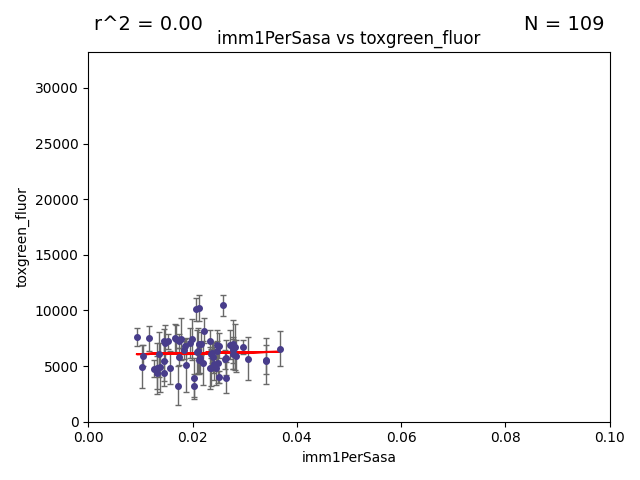 r^2 = 0.00
N = 109
imm1PerSasa vs toxgreen_fluor
toxgreen_fluor
30000
25000
20000
15000
10000
5000
0
0.00 0.02 0.04 0.06 0.08 0.10
imm1PerSasa